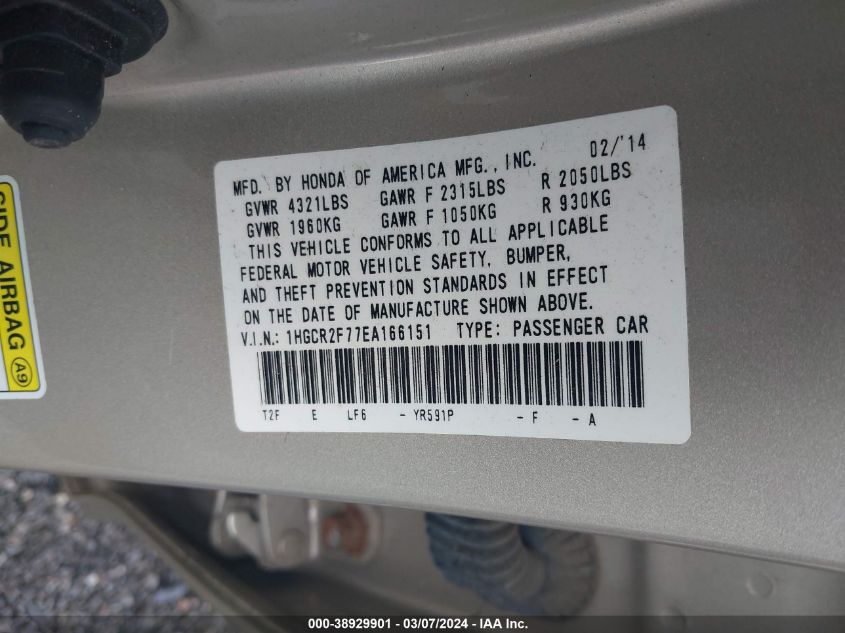 MFD. BY HONDA OF AMERICA MFG., INC. 02/'14
GVWR 4321LBS GAWR F 2315LBS R 2050LBS
GVWR 1960KG GAWR F 1050KG R 930KG
THIS VEHICLE CONFORMS TO ALL APPLICABLE
FEDERAL MOTOR VEHICLE SAFETY, BUMPER,
AND THEFT PREVENTION STANDARDS IN EFFECT
ON THE DATE OF MANUFACTURE SHOWN ABOVE.
V.I.N.: 1HGCR2F77EA166151 TYPE: PASSENGER CAR
T2F E LF6 - YR591P - F - A
SIDE AIRBAG A9
000-38929901 - 03/07/2024 - IAA Inc.